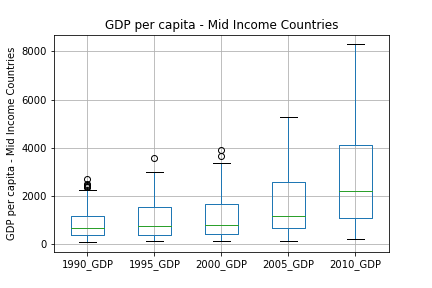 GDP per capita - Mid Income Countries
GDP per capita - Mid Income Countries
8000
6000
4000
2000
0
1990_GDP 1995_GDP 2000_GDP 2005_GDP 2010_GDP